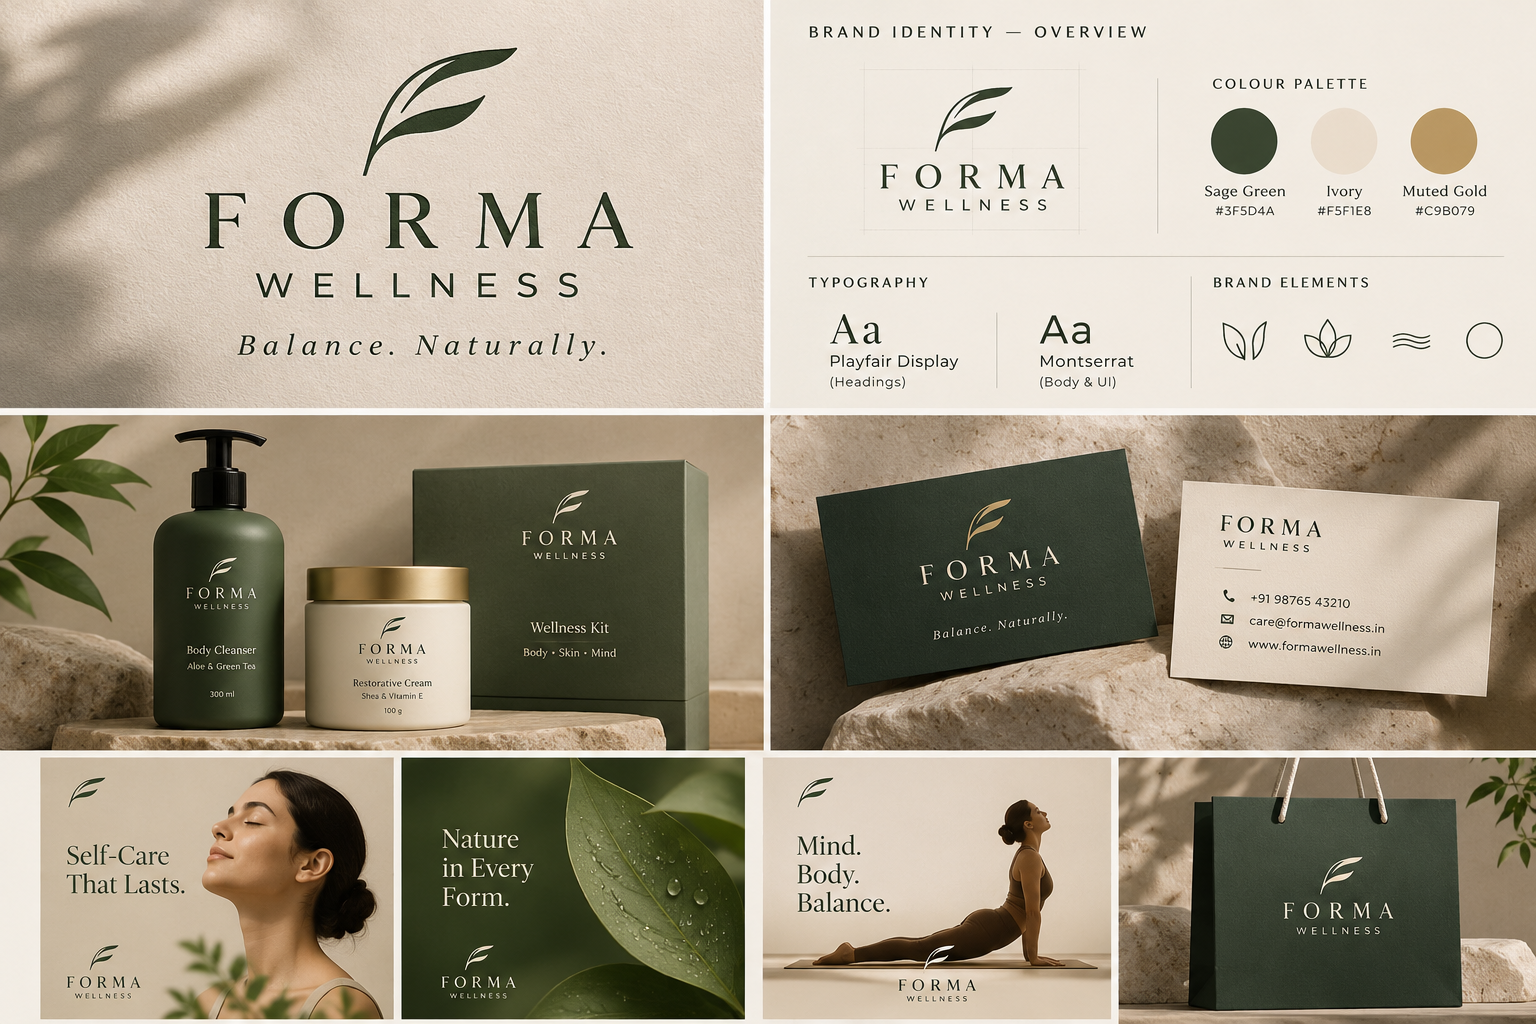 FORMA
WELLNESS
Balance. Naturally.
BRAND IDENTITY — OVERVIEW
FORMA
WELLNESS
COLOUR PALETTE
Sage Green
#3F5D4A
Ivory
#F5F1E8
Muted Gold
#C9B079
TYPOGRAPHY
Aa
Playfair Display
(Headings)
Aa
Montserrat
(Body & UI)
BRAND ELEMENTS
FORMA
WELLNESS
Body Cleanser
Aloe & Green Tea
300 ml
FORMA
WELLNESS
Restorative Cream
Shea & Vitamin E
100 g
FORMA
WELLNESS
Wellness Kit
Body • Skin • Mind
FORMA
WELLNESS
Balance. Naturally.
FORMA
WELLNESS
+91 98765 43210
care@formawellness.in
www.formawellness.in
Self-Care
That Lasts.
FORMA
WELLNESS
Nature
in Every
Form.
FORMA
WELLNESS
Mind.
Body.
Balance.
FORMA
WELLNESS
FORMA
WELLNESS